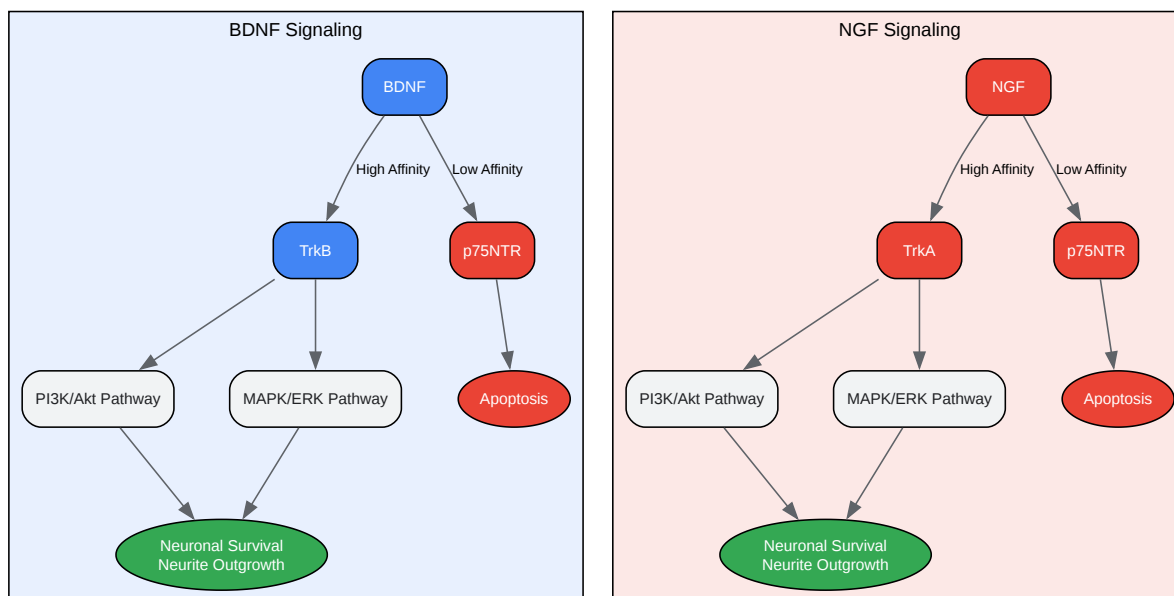 BDNF Signaling
BDNF
High Affinity
Low Affinity
TrkB
p75NTR
PI3K/Akt Pathway
MAPK/ERK Pathway
Apoptosis
Neuronal Survival
Neurite Outgrowth
NGF Signaling
NGF
High Affinity
Low Affinity
TrkA
p75NTR
PI3K/Akt Pathway
MAPK/ERK Pathway
Apoptosis
Neuronal Survival
Neurite Outgrowth